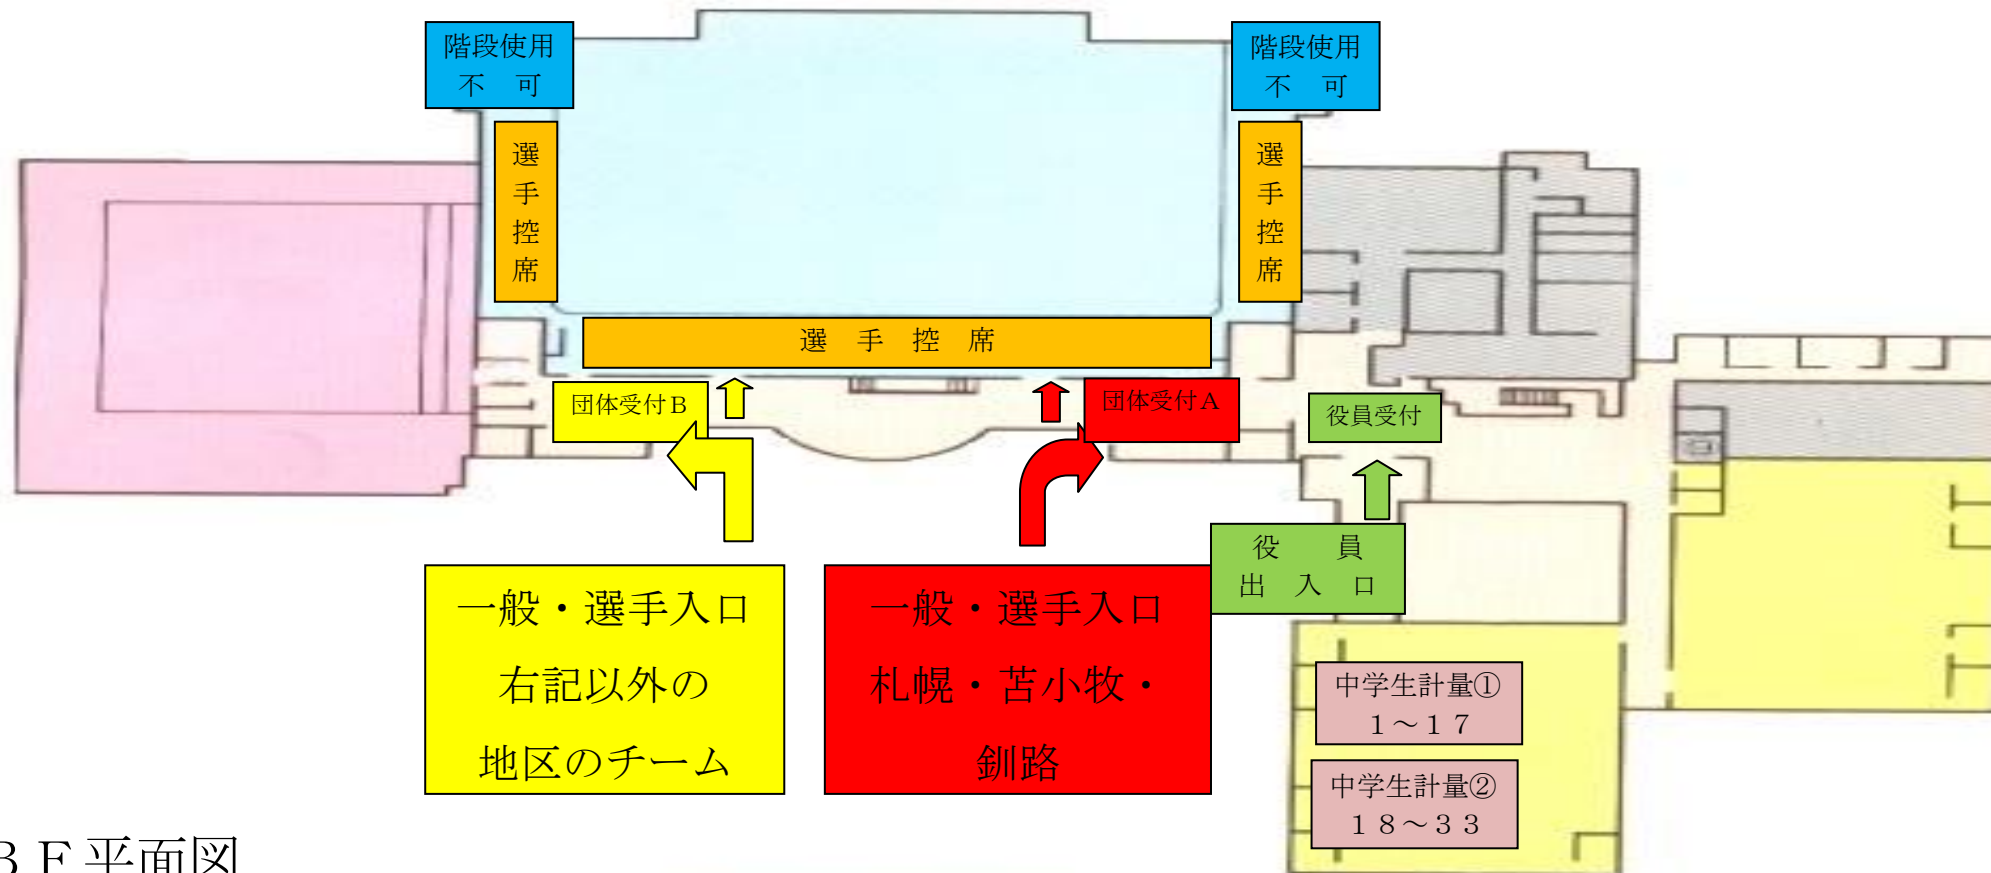 階段使用
不　可
階段使用
不　可
選手控席
選手控席
選　手　控　席
団体受付Ｂ
団体受付Ａ
役員受付
役　　員
出　入　口
一般・選手入口
右記以外の
地区のチーム
一般・選手入口
札幌・苫小牧・
釧路
中学生計量①
１～１７
中学生計量②
１８～３３
３Ｆ平面図